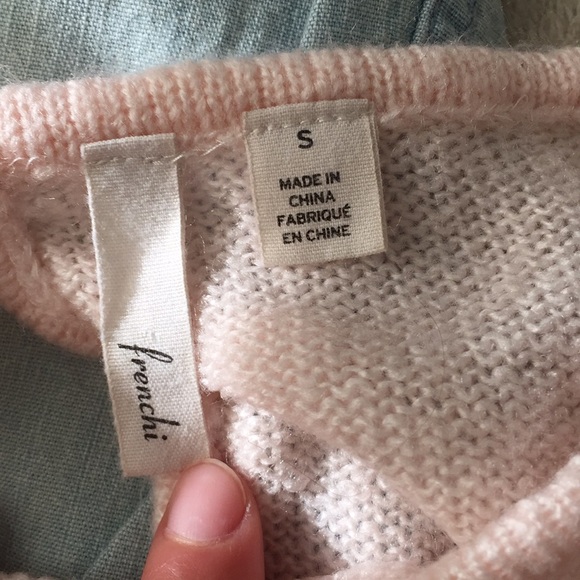 frenchi
S
MADE IN
CHINA
FABRIQUÉ
EN CHINE